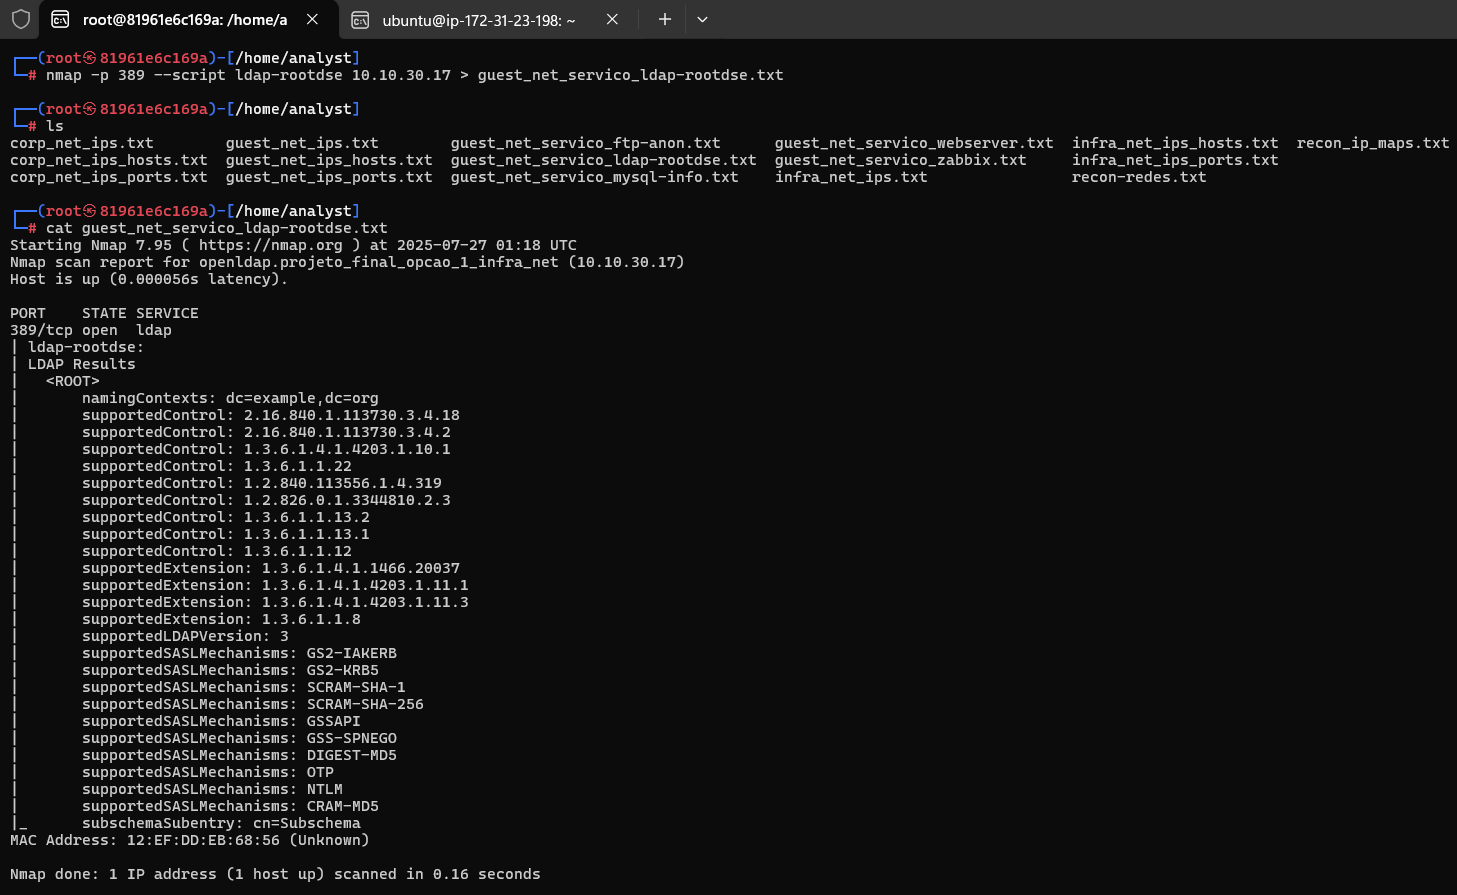 root@81961e6c169a: /home/a
ubuntu@ip-172-31-23-198: ~
┌──(root㉿81961e6c169a)-[/home/analyst]
└─# nmap -p 389 --script ldap-rootdse 10.10.30.17 > guest_net_servico_ldap-rootdse.txt
┌──(root㉿81961e6c169a)-[/home/analyst]
└─# ls
corp_net_ips.txt guest_net_ips.txt guest_net_servico_ftp-anon.txt guest_net_servico_webserver.txt infra_net_ips_hosts.txt recon_ip_maps.txt
corp_net_ips_hosts.txt guest_net_ips_hosts.txt guest_net_servico_ldap-rootdse.txt guest_net_servico_zabbix.txt infra_net_ips_ports.txt
corp_net_ips_ports.txt guest_net_ips_ports.txt guest_net_servico_mysql-info.txt infra_net_ips.txt recon-redes.txt
┌──(root㉿81961e6c169a)-[/home/analyst]
└─# cat guest_net_servico_ldap-rootdse.txt
Starting Nmap 7.95 ( https://nmap.org ) at 2025-07-27 01:18 UTC
Nmap scan report for openldap.projeto_final_opcao_1_infra_net (10.10.30.17)
Host is up (0.000056s latency).
PORT STATE SERVICE
389/tcp open ldap
| ldap-rootdse:
| LDAP Results
| <ROOT>
| namingContexts: dc=example,dc=org
| supportedControl: 2.16.840.1.113730.3.4.18
| supportedControl: 2.16.840.1.113730.3.4.2
| supportedControl: 1.3.6.1.4.1.4203.1.10.1
| supportedControl: 1.3.6.1.1.22
| supportedControl: 1.2.840.113556.1.4.319
| supportedControl: 1.2.826.0.1.3344810.2.3
| supportedControl: 1.3.6.1.1.13.2
| supportedControl: 1.3.6.1.1.13.1
| supportedControl: 1.3.6.1.1.12
| supportedExtension: 1.3.6.1.4.1.1466.20037
| supportedExtension: 1.3.6.1.4.1.4203.1.11.1
| supportedExtension: 1.3.6.1.4.1.4203.1.11.3
| supportedExtension: 1.3.6.1.1.8
| supportedLDAPVersion: 3
| supportedSASLMechanisms: GS2-IAKERB
| supportedSASLMechanisms: GS2-KRB5
| supportedSASLMechanisms: SCRAM-SHA-1
| supportedSASLMechanisms: SCRAM-SHA-256
| supportedSASLMechanisms: GSSAPI
| supportedSASLMechanisms: GSS-SPNEGO
| supportedSASLMechanisms: DIGEST-MD5
| supportedSASLMechanisms: OTP
| supportedSASLMechanisms: NTLM
| supportedSASLMechanisms: CRAM-MD5
|_ subschemaSubentry: cn=Subschema
MAC Address: 12:EF:DD:EB:68:56 (Unknown)
Nmap done: 1 IP address (1 host up) scanned in 0.16 seconds